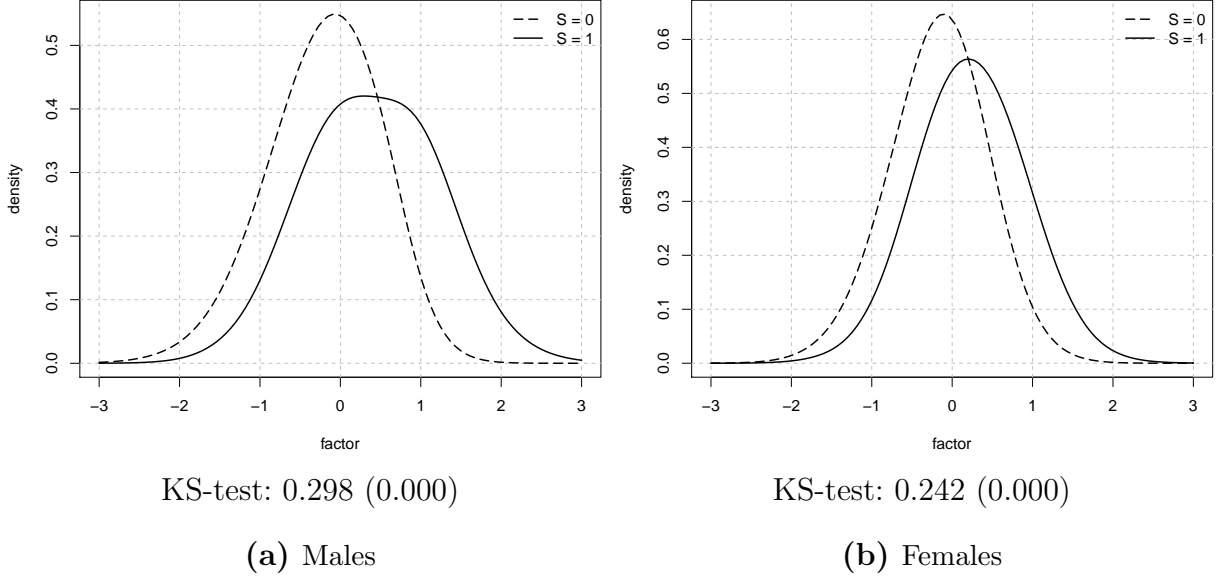 S = 0
S = 1
density
0.0
0.1
0.2
0.3
0.4
0.5
−3
−2
−1
0
1
2
3
factor
KS-test: 0.298 (0.000)
(a) Males
S = 0
S = 1
density
0.0
0.1
0.2
0.3
0.4
0.5
0.6
−3
−2
−1
0
1
2
3
factor
KS-test: 0.242 (0.000)
(b) Females